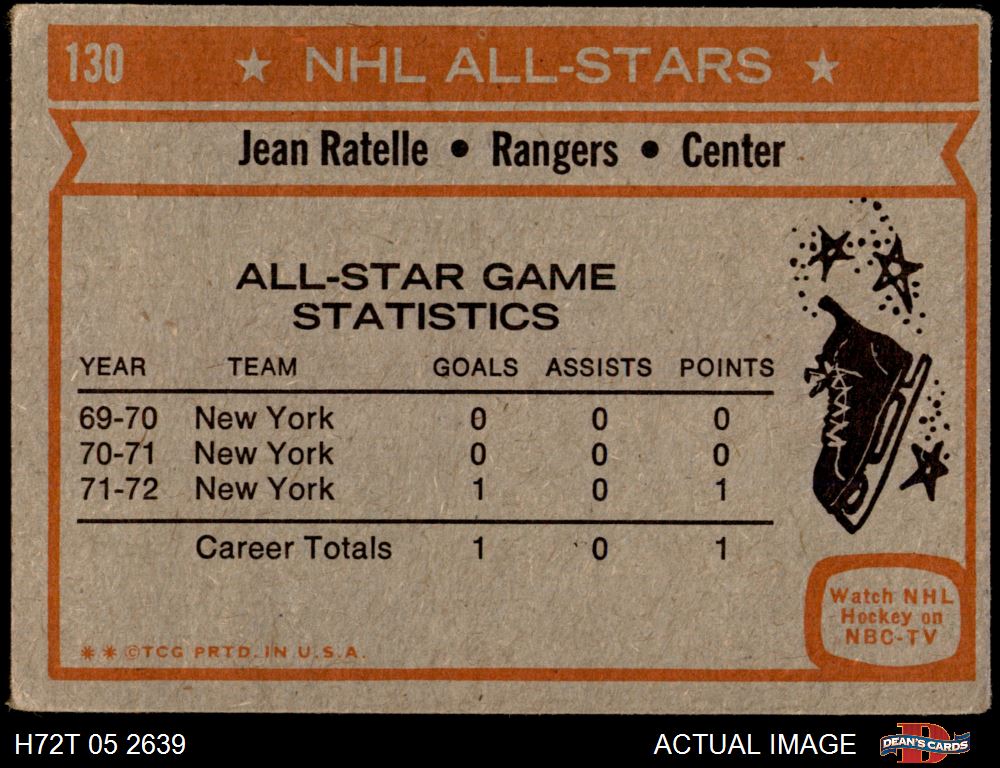 130 ★ NHL ALL-STARS ★
Jean Ratelle • Rangers • Center
ALL-STAR GAME
STATISTICS
YEAR TEAM GOALS ASSISTS POINTS
69-70 New York 0 0 0
70-71 New York 0 0 0
71-72 New York 1 0 1
Career Totals 1 0 1
Watch NHL
Hockey on
NBC-TV
* * ©TCG PRTD. IN U.S.A.
H72T 05 2639 ACTUAL IMAGE DEAN'S CARDS